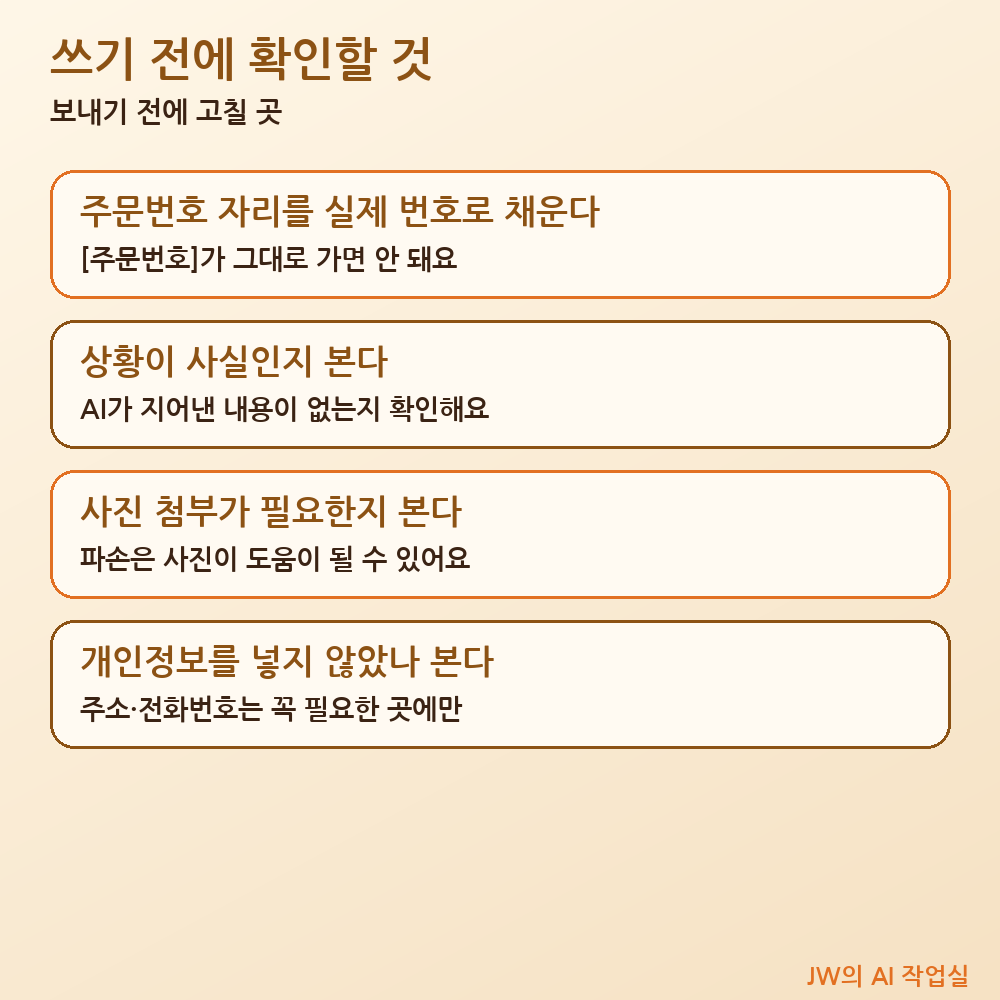 쓰기 전에 확인할 것
보내기 전에 고칠 곳
주문번호 자리를 실제 번호로 채운다
[주문번호]가 그대로 가면 안 돼요
상황이 사실인지 본다
AI가 지어낸 내용이 없는지 확인해요
사진 첨부가 필요한지 본다
파손은 사진이 도움이 될 수 있어요
개인정보를 넣지 않았나 본다
주소·전화번호는 꼭 필요한 곳에만
JW의 AI 작업실